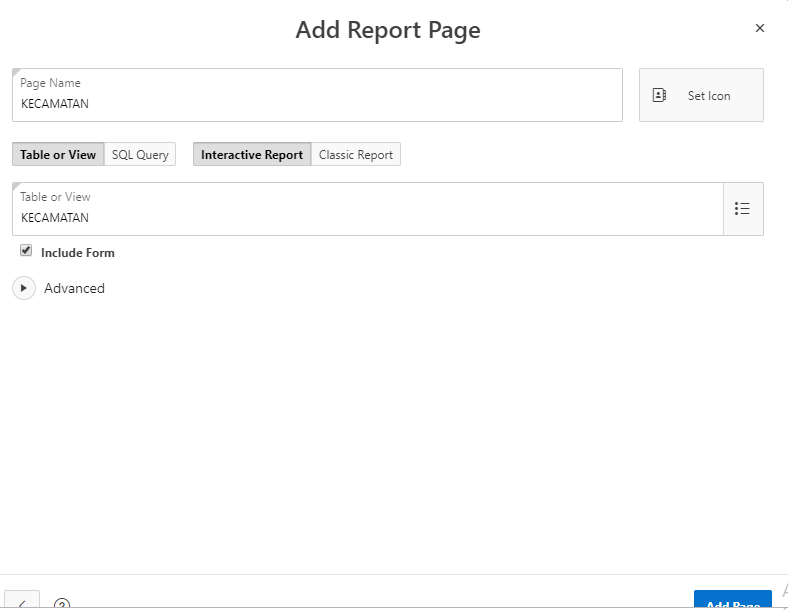 Add Report Page
Page Name
KECAMATAN
Set Icon
Table or View
SQL Query
Interactive Report
Classic Report
Table or View
KECAMATAN
Include Form
Advanced
Add Page